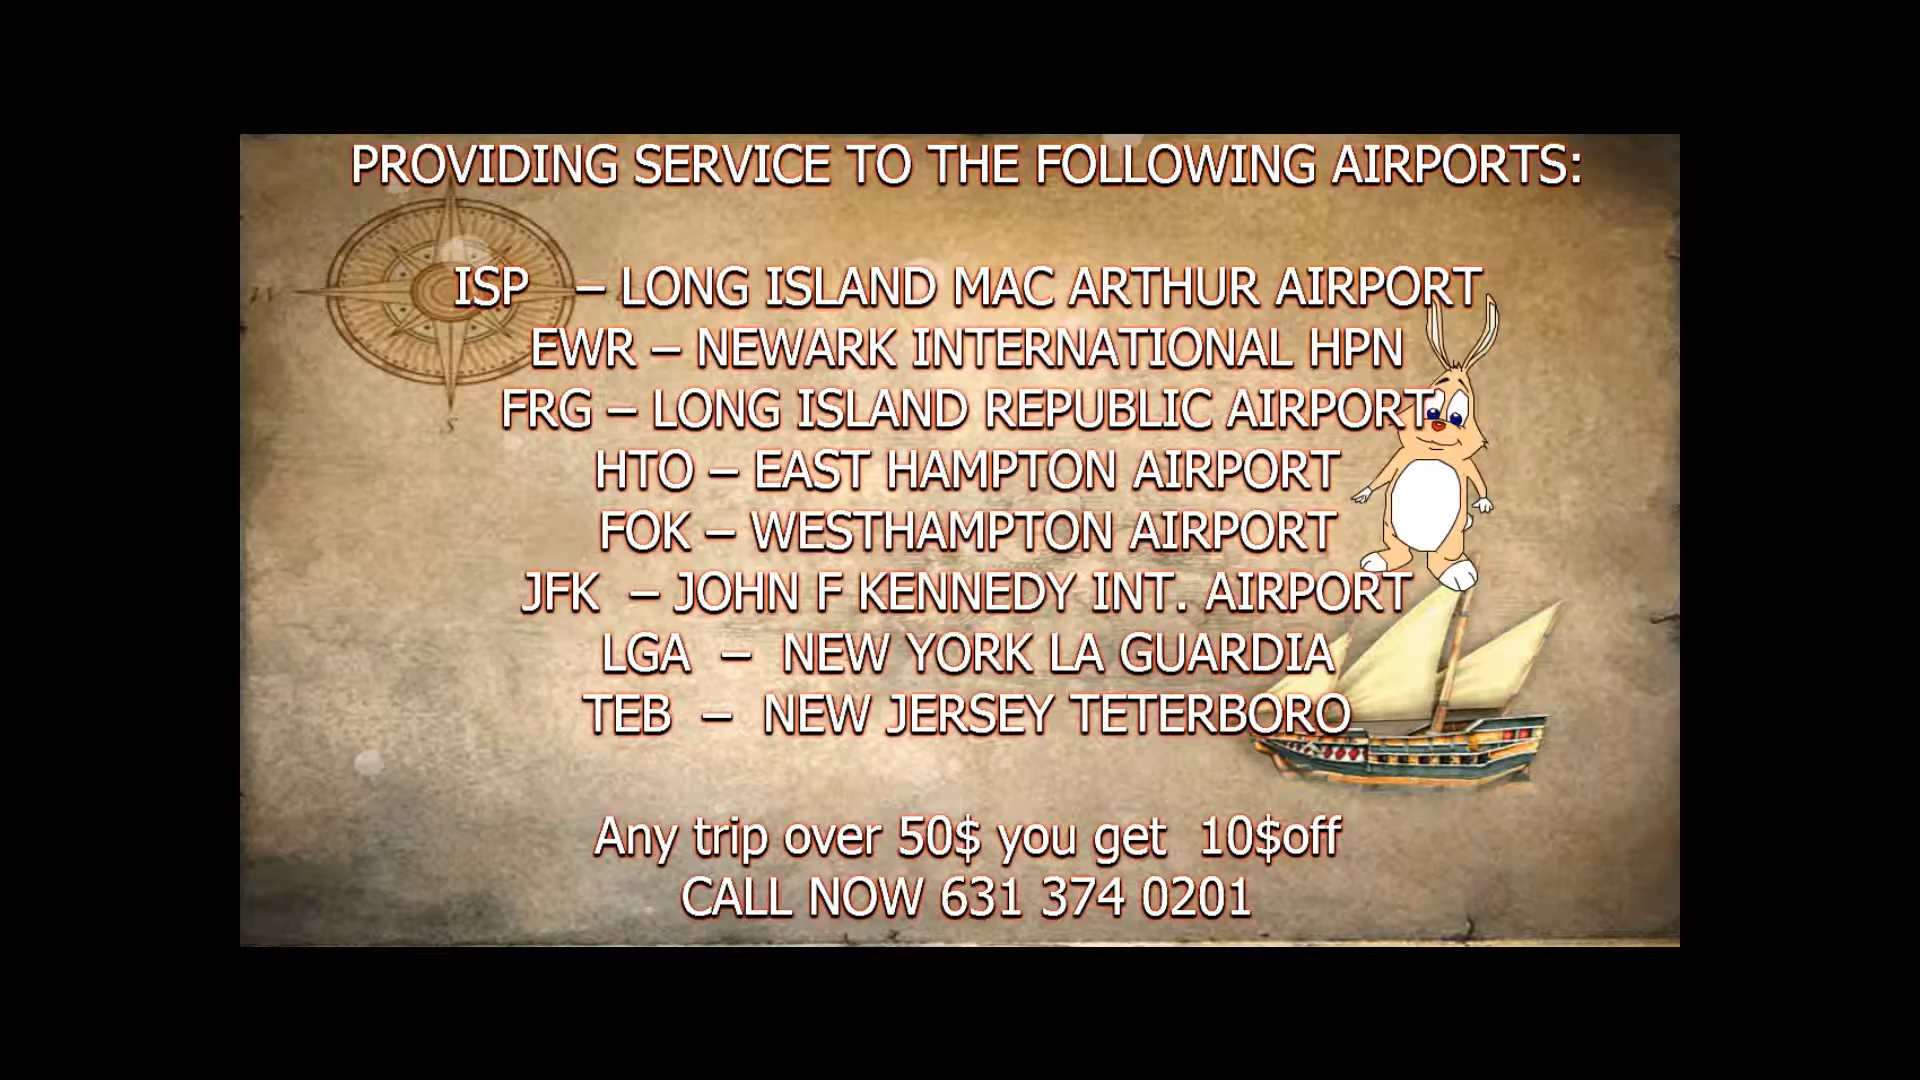 PROVIDING SERVICE TO THE FOLLOWING AIRPORTS:
ISP – LONG ISLAND MAC ARTHUR AIRPORT
EWR – NEWARK INTERNATIONAL HPN
FRG – LONG ISLAND REPUBLIC AIRPORT
HTO – EAST HAMPTON AIRPORT
FOK – WESTHAMPTON AIRPORT
JFK – JOHN F KENNEDY INT. AIRPORT
LGA – NEW YORK LA GUARDIA
TEB – NEW JERSEY TETERBORO
Any trip over 50$ you get 10$off
CALL NOW 631 374 0201
W
S